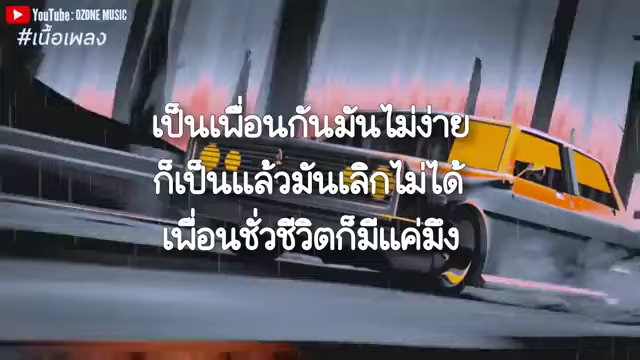 YouTube: OZONE MUSIC
#เนื้อเพลง
เป็นเพื่อนกันมันไม่ง่าย
ก็เป็นแล้วมันเลิกไม่ได้
เพื่อนชั่วชีวิตก็มีแค่มึง